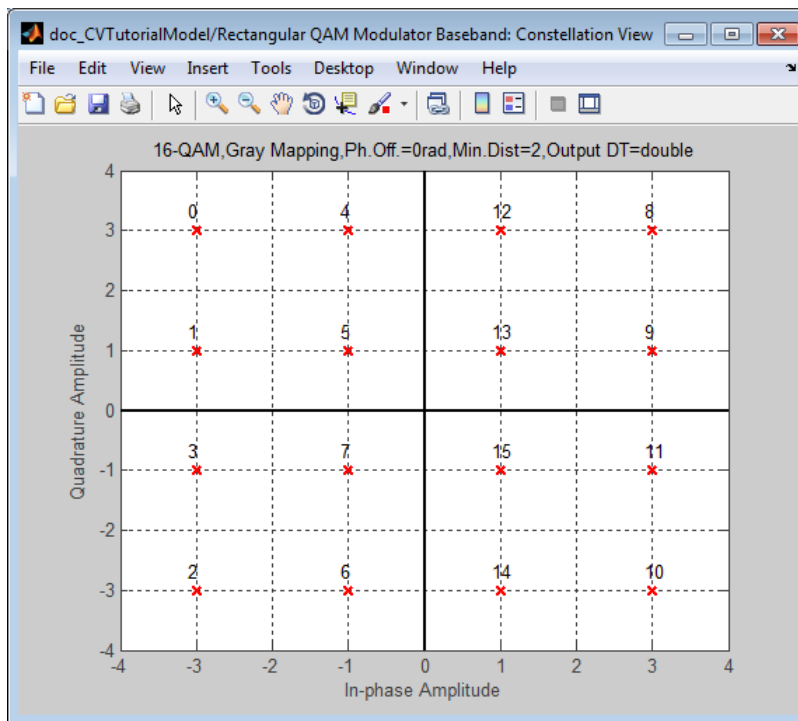 doc_CVTutorialModel/Rectangular QAM Modulator Baseband: Constellation View
File Edit View Insert Tools Desktop Window Help
16-QAM,Gray Mapping,Ph.Off.=0rad,Min.Dist=2,Output DT=double
4
0 4 12 8
3
2
1 5 13 9
1
Quadrature Amplitude
0
3 7 15 11
-1
-2
2 6 14 10
-3
-4
-4 -3 -2 -1 0 1 2 3 4
In-phase Amplitude